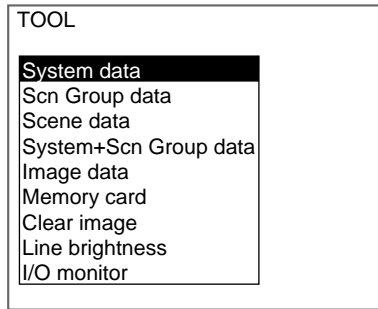 TOOL
System data
Scn Group data
Scene data
System+Scn Group data
Image data
Memory card
Clear image
Line brightness
I/O monitor